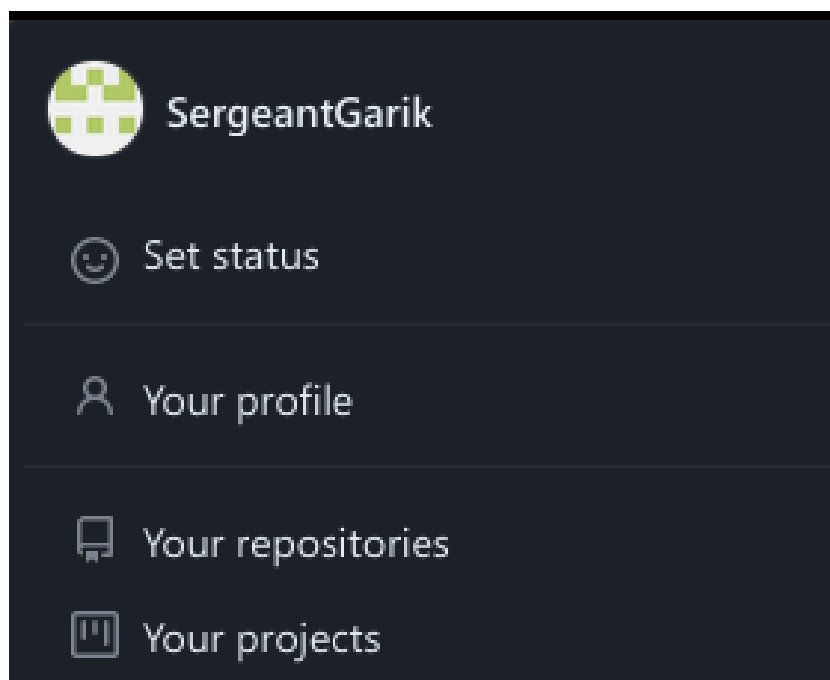 SergeantGarik
Set status
Your profile
Your repositories
Your projects